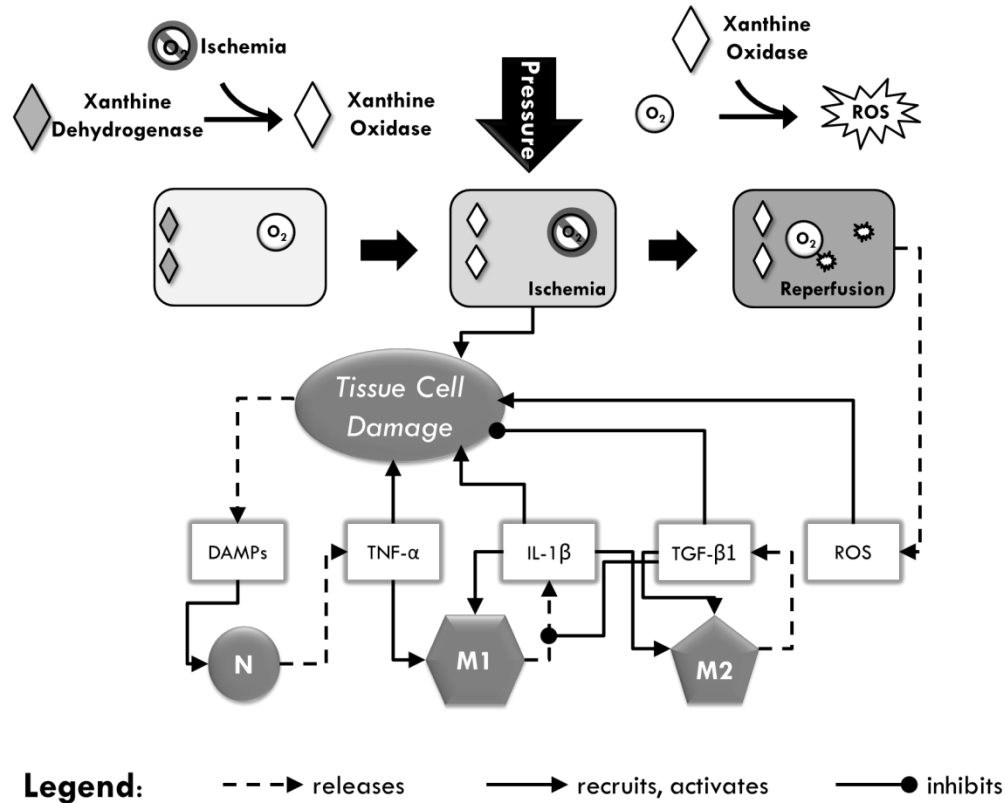 O2 Ischemia
Xanthine
Dehydrogenase
Xanthine
Oxidase
Pressure
Xanthine
Oxidase
O2
ROS
O2
O2
Ischemia
O2
Reperfusion
Tissue Cell
Damage
DAMPs
TNF-α
IL-1β
TGF-β1
ROS
N
M1
M2
Legend:
releases
recruits, activates
inhibits